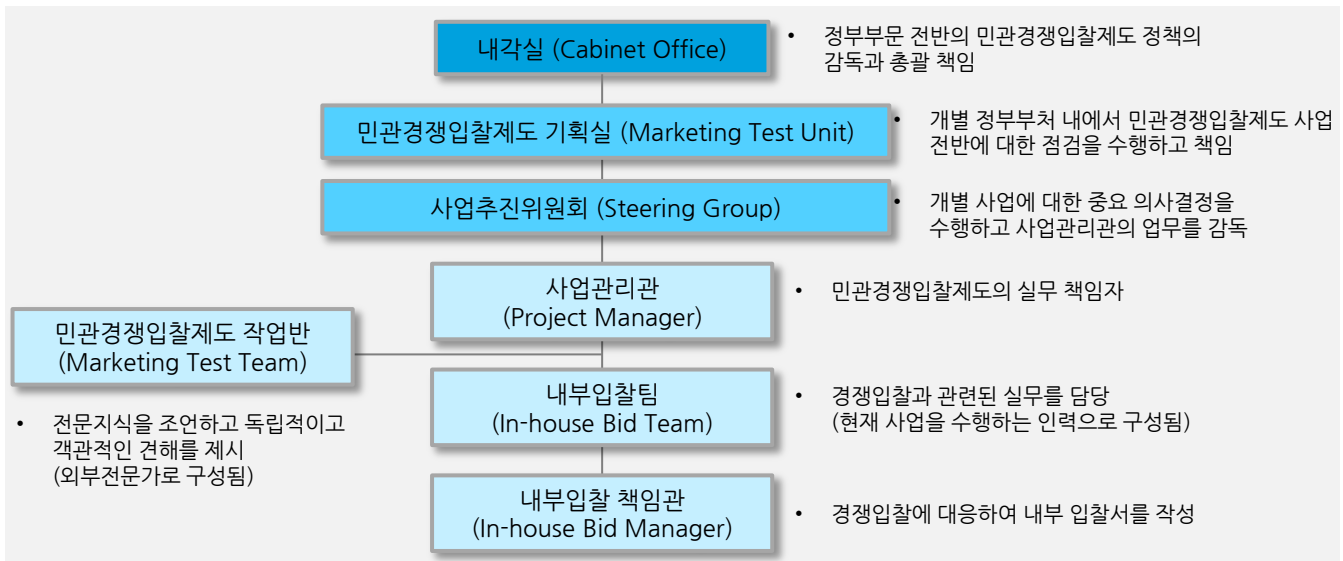 내각실 (Cabinet Office)
• 정부부문 전반의 민관경쟁입찰제도 정책의
감독과 총괄 책임
민관경쟁입찰제도 기획실 (Marketing Test Unit)
• 개별 정부부처 내에서 민관경쟁입찰제도 사업
전반에 대한 점검을 수행하고 책임
사업추진위원회 (Steering Group)
• 개별 사업에 대한 중요 의사결정을
수행하고 사업관리관의 업무를 감독
사업관리관
(Project Manager)
• 민관경쟁입찰제도의 실무 책임자
민관경쟁입찰제도 작업반
(Marketing Test Team)
• 전문지식을 조언하고 독립적이고
객관적인 견해를 제시
(외부전문가로 구성됨)
내부입찰팀
(In-house Bid Team)
• 경쟁입찰과 관련된 실무를 담당
(현재 사업을 수행하는 인력으로 구성됨)
내부입찰 책임관
(In-house Bid Manager)
• 경쟁입찰에 대응하여 내부 입찰서를 작성